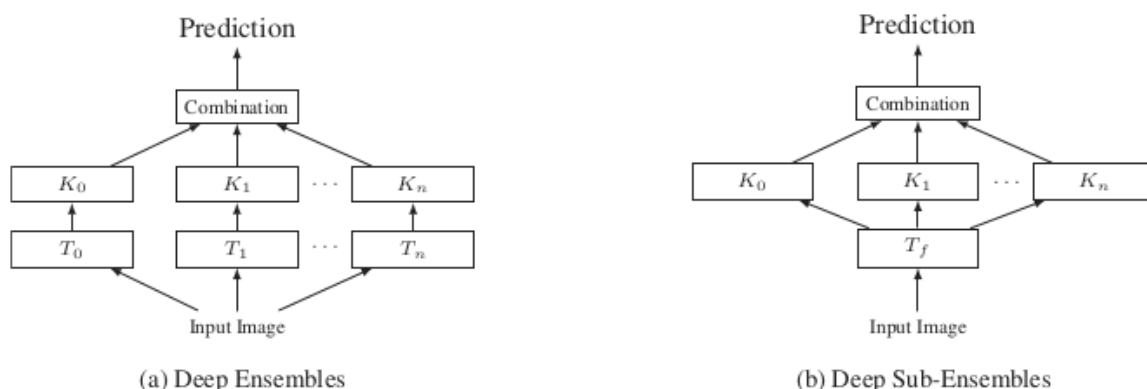 Prediction
Combination
K₀ K₁ · · · Kₙ
T₀ T₁ · · · Tₙ
Input Image
(a) Deep Ensembles
Prediction
Combination
K₀ K₁ · · · Kₙ
T_f
Input Image
(b) Deep Sub-Ensembles